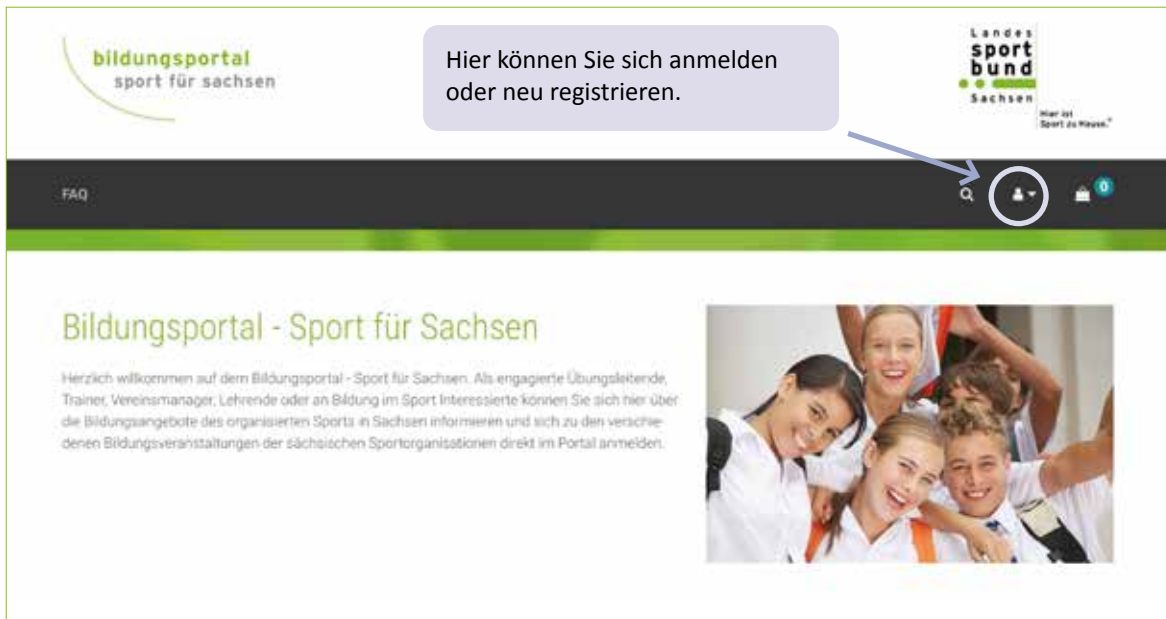 bildungsportal
sport für sachsen
Hier können Sie sich anmelden
oder neu registrieren.
Landes
sport
bund
Sachsen
Hier ist
Sport zu Hause.®
FAQ
0
Bildungsportal - Sport für Sachsen
Herzlich willkommen auf dem Bildungsportal - Sport für Sachsen. Als engagierte Übungsleitende,
Trainer, Vereinsmanager, Lehrende oder an Bildung im Sport Interessierte können Sie sich hier über
die Bildungsangebote des organisierten Sports in Sachsen informieren und sich zu den verschie-
denen Bildungsveranstaltungen der sächsischen Sportorganisationen direkt im Portal anmelden.